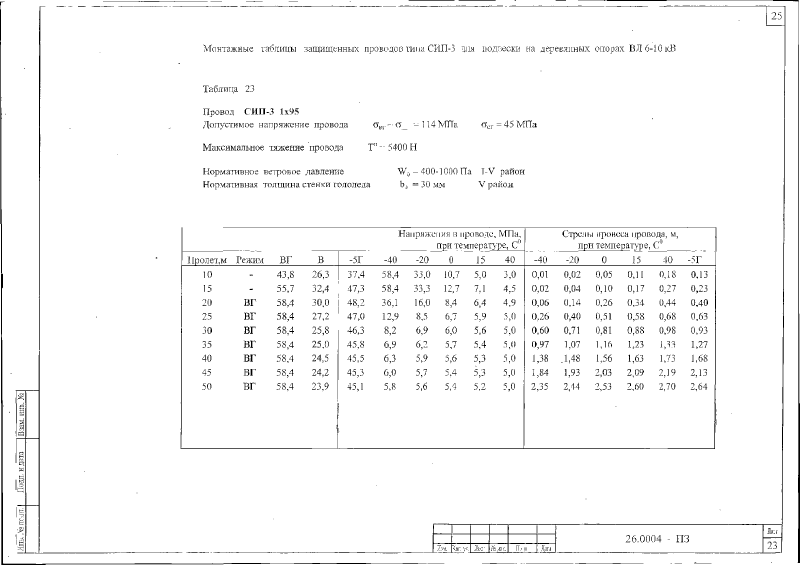 25
Монтажные таблицы защищенных проводов типа СИП-3 для подвески на деревянных опорах ВЛ 6-10 кВ
Таблица 23
Провод СИП-3 1х95
Допустимое напряжение провода σвг = σ_ = 114 МПа σсг = 45 МПа
Максимальное тяжение провода Tн = 5400 Н
Нормативное ветровое давление Wо = 400-1000 Па I-V район
Нормативная толщина стенки гололеда bэ = 30 мм V район
Напряжения в проводе, МПа, Стрелы провеса провода, м,
при температуре, С⁰ при температуре, С⁰
Пролет,м Режим ВГ В -5Г -40 -20 0 15 40 -40 -20 0 15 40 -5Г
10 - 43,8 26,3 37,4 58,4 33,0 10,7 5,0 3,0 0,01 0,02 0,05 0,11 0,18 0,13
15 - 55,7 32,4 47,3 58,4 33,3 12,7 7,1 4,5 0,02 0,04 0,10 0,17 0,27 0,23
20 ВГ 58,4 30,0 48,2 36,1 16,0 8,4 6,4 4,9 0,06 0,14 0,26 0,34 0,44 0,40
25 ВГ 58,4 27,2 47,0 12,9 8,5 6,7 5,9 5,0 0,26 0,40 0,51 0,58 0,68 0,63
30 ВГ 58,4 25,8 46,3 8,2 6,9 6,0 5,6 5,0 0,60 0,71 0,81 0,88 0,98 0,93
35 ВГ 58,4 25,0 45,8 6,9 6,2 5,7 5,4 5,0 0,97 1,07 1,16 1,23 1,33 1,27
40 ВГ 58,4 24,5 45,5 6,3 5,9 5,6 5,3 5,0 1,38 1,48 1,56 1,63 1,73 1,68
45 ВГ 58,4 24,2 45,3 6,0 5,7 5,4 5,3 5,0 1,84 1,93 2,03 2,09 2,19 2,13
50 ВГ 58,4 23,9 45,1 5,8 5,6 5,4 5,2 5,0 2,35 2,44 2,53 2,60 2,70 2,64
Взам. инв. №
Подп. и дата
Инв. № подл.
Изм. Кол.уч. Лист №док. Подп. Дата
26.0004 - ПЗ
Лист
23